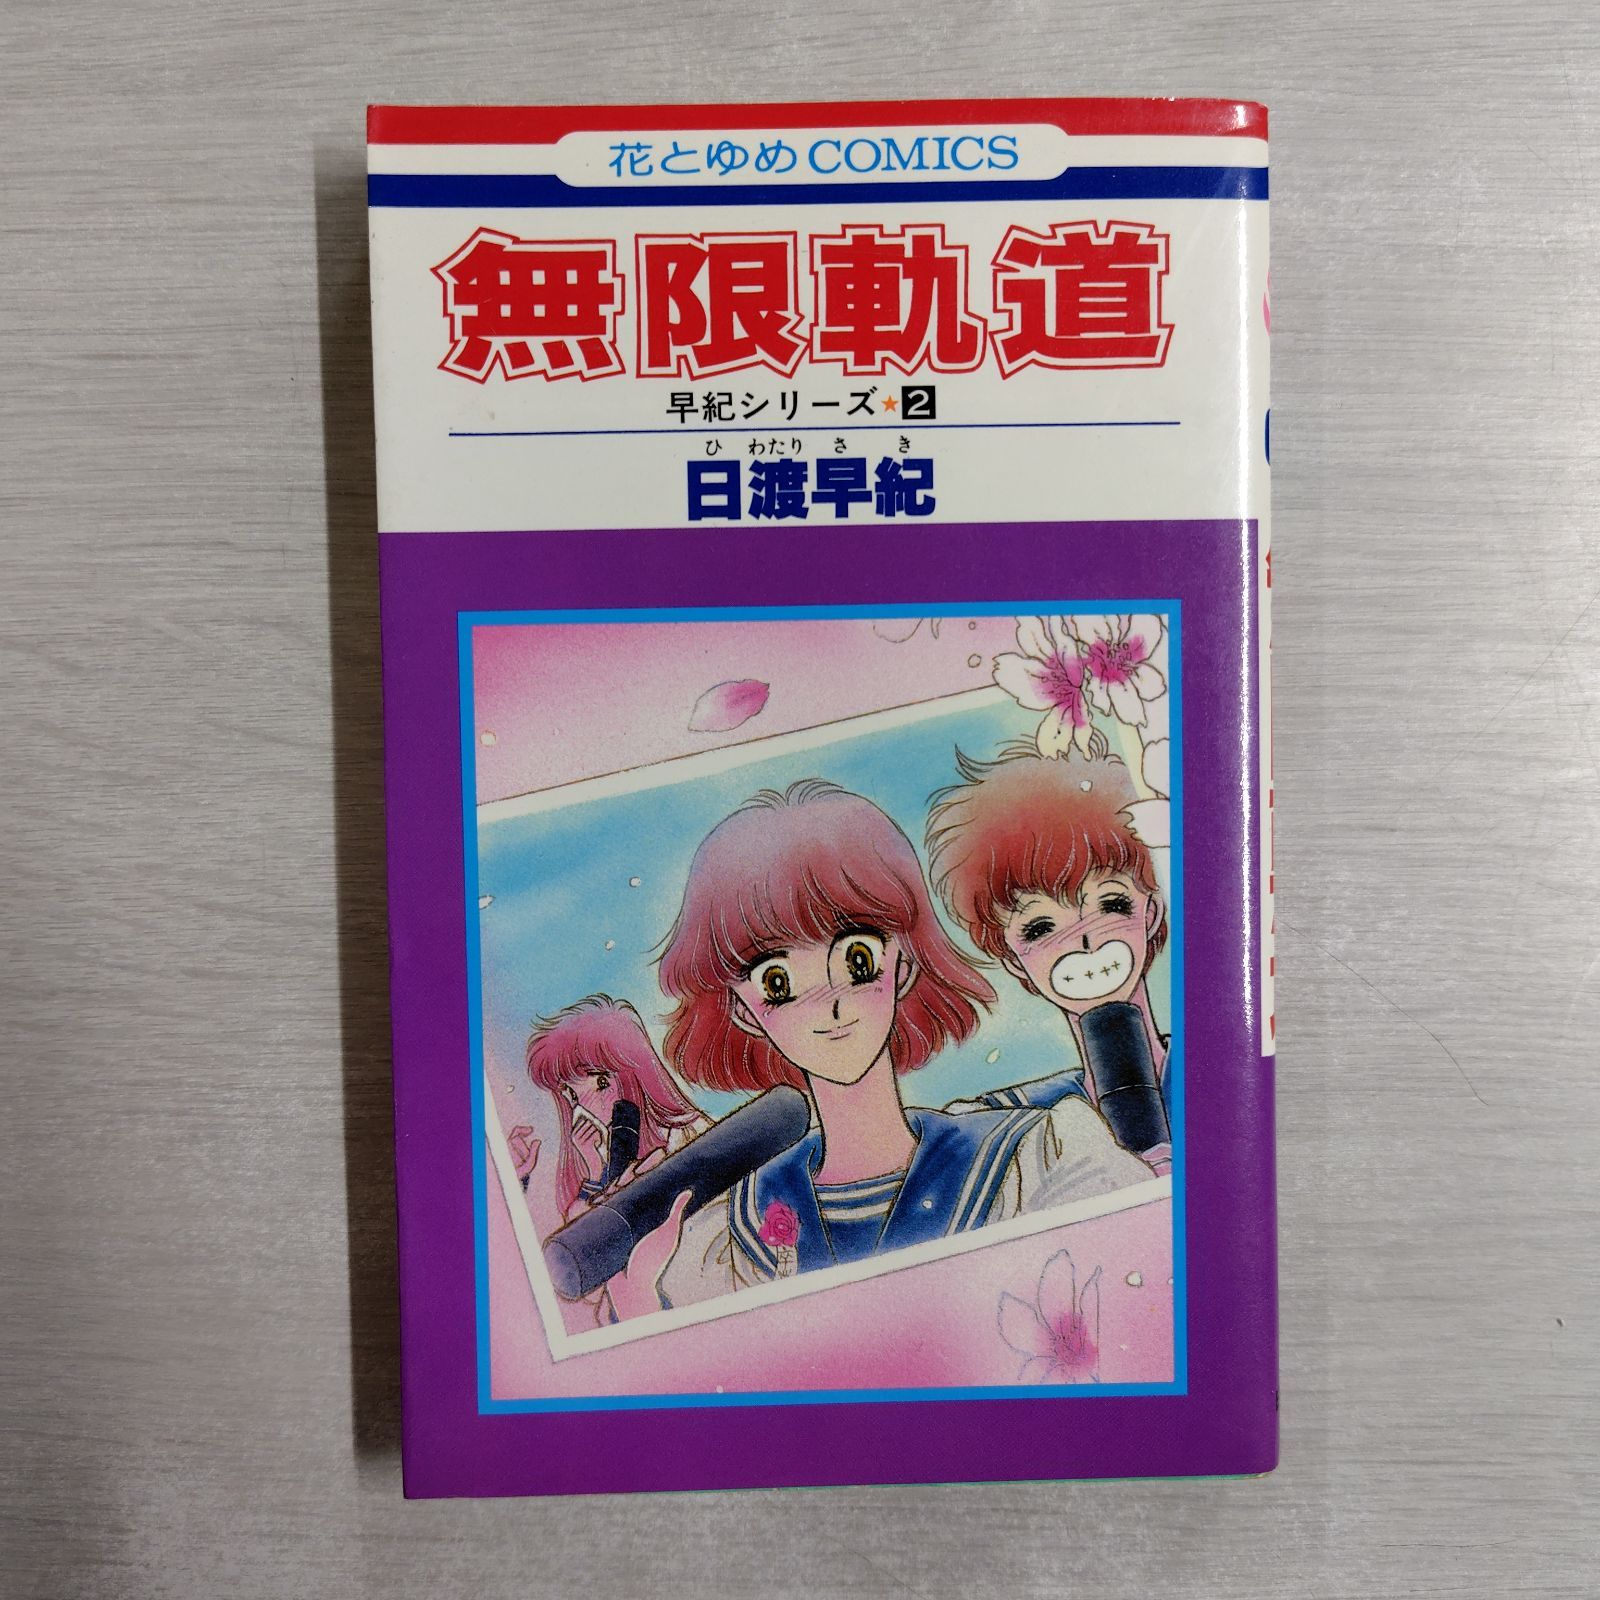 花とゆめCOMICS
無限軌道
早紀シリーズ★2
ひわたりさき
日渡早紀
卒